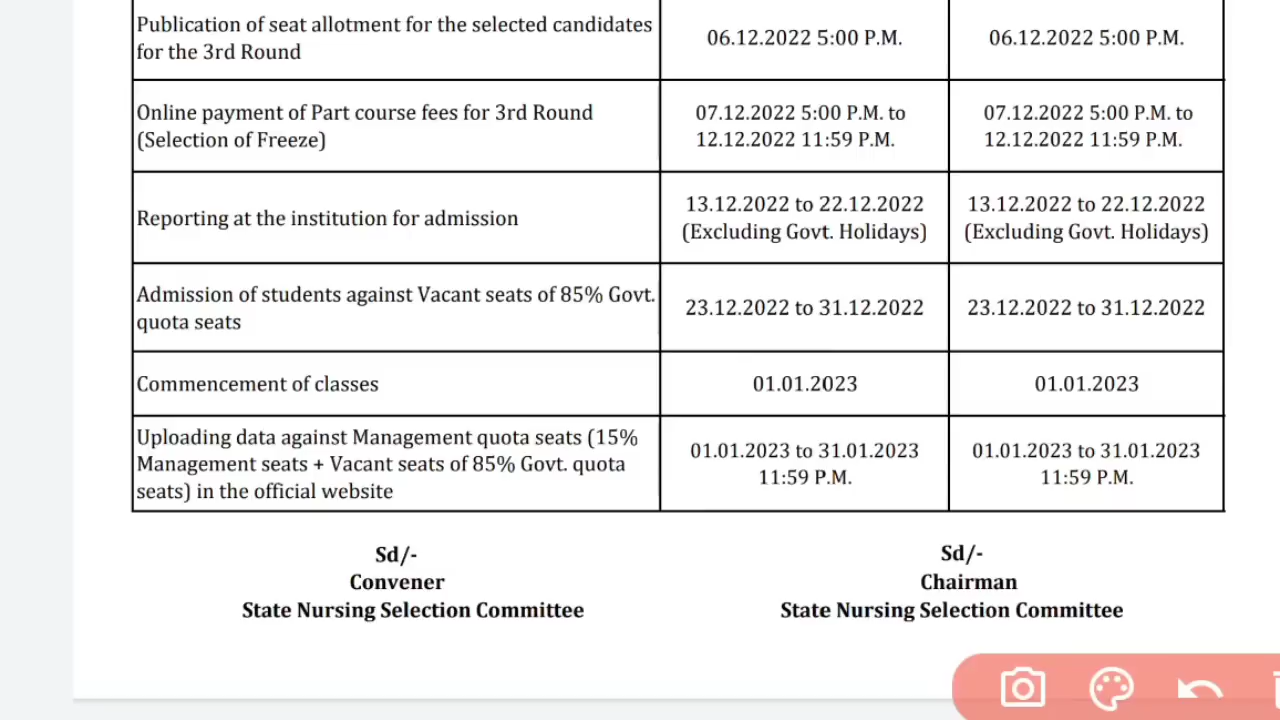 Publication of seat allotment for the selected candidates
for the 3rd Round
06.12.2022 5:00 P.M.
06.12.2022 5:00 P.M.
Online payment of Part course fees for 3rd Round
(Selection of Freeze)
07.12.2022 5:00 P.M. to
12.12.2022 11:59 P.M.
07.12.2022 5:00 P.M. to
12.12.2022 11:59 P.M.
Reporting at the institution for admission
13.12.2022 to 22.12.2022
(Excluding Govt. Holidays)
13.12.2022 to 22.12.2022
(Excluding Govt. Holidays)
Admission of students against Vacant seats of 85% Govt.
quota seats
23.12.2022 to 31.12.2022
23.12.2022 to 31.12.2022
Commencement of classes
01.01.2023
01.01.2023
Uploading data against Management quota seats (15%
Management seats + Vacant seats of 85% Govt. quota
seats) in the official website
01.01.2023 to 31.01.2023
11:59 P.M.
01.01.2023 to 31.01.2023
11:59 P.M.
Sd/-
Convener
State Nursing Selection Committee
Sd/-
Chairman
State Nursing Selection Committee